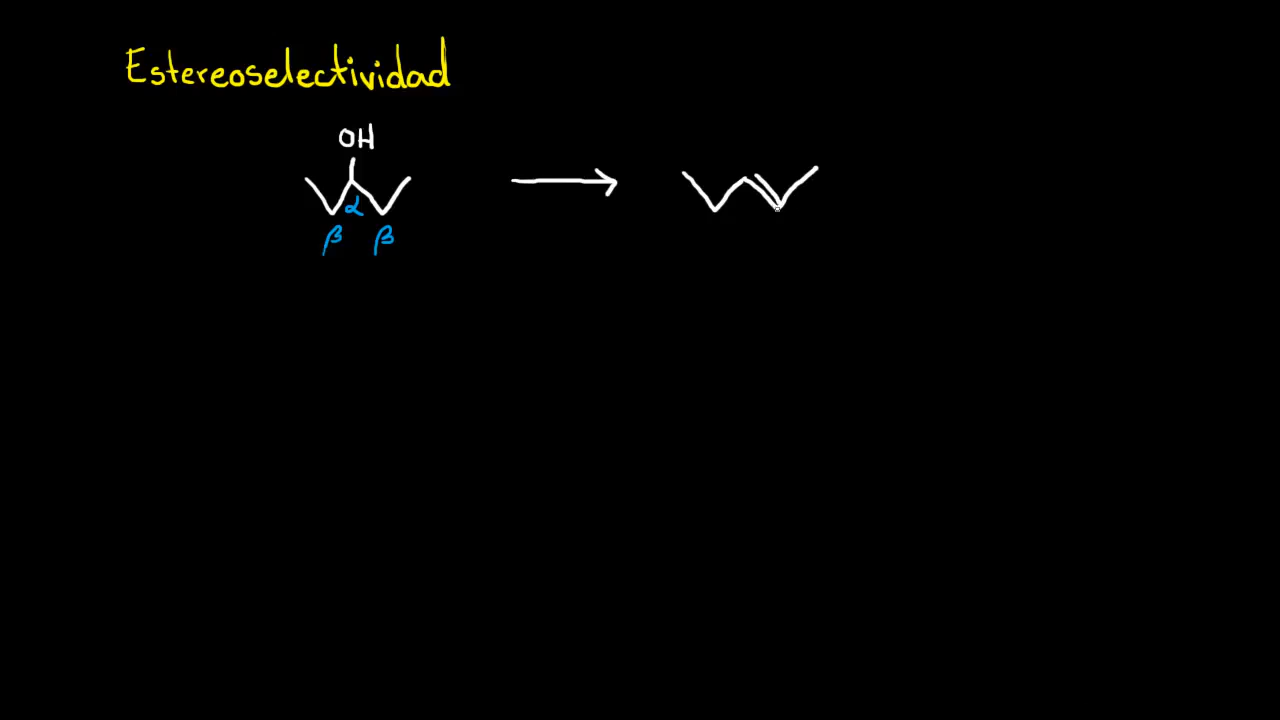 Estereoselectividad
OH
α
β β